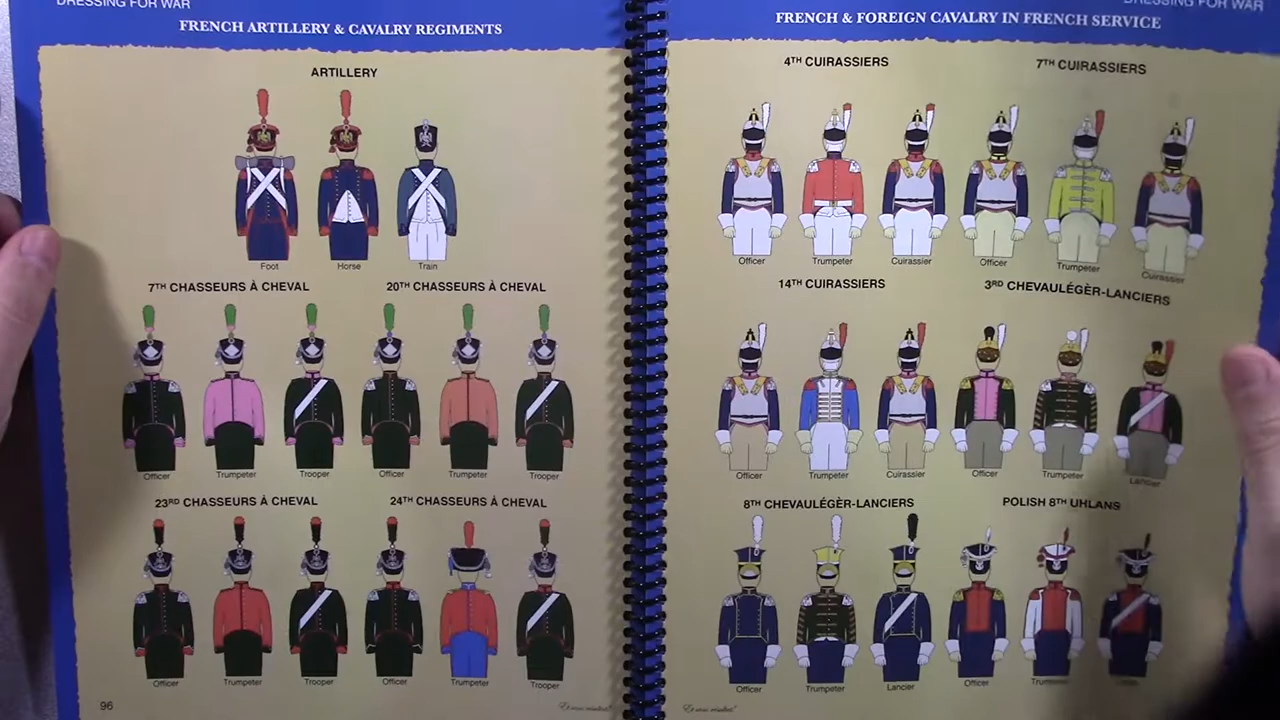 DRESSING FOR WAR
FRENCH ARTILLERY & CAVALRY REGIMENTS
ARTILLERY
Foot Horse Train
7TH CHASSEURS À CHEVAL 20TH CHASSEURS À CHEVAL
Officer Trumpeter Trooper Officer Trumpeter Trooper
23RD CHASSEURS À CHEVAL 24TH CHASSEURS À CHEVAL
Officer Trumpeter Trooper Officer Trumpeter Trooper
96
DRESSING FOR WAR
FRENCH & FOREIGN CAVALRY IN FRENCH SERVICE
4TH CUIRASSIERS 7TH CUIRASSIERS
Officer Trumpeter Cuirassier Officer Trumpeter Cuirassier
14TH CUIRASSIERS 3RD CHEVAULÉGÈR-LANCIERS
Officer Trumpeter Cuirassier Officer Trumpeter Lancier
8TH CHEVAULÉGÈR-LANCIERS POLISH 8TH UHLANS
Officer Trumpeter Lancier Officer Trumpeter